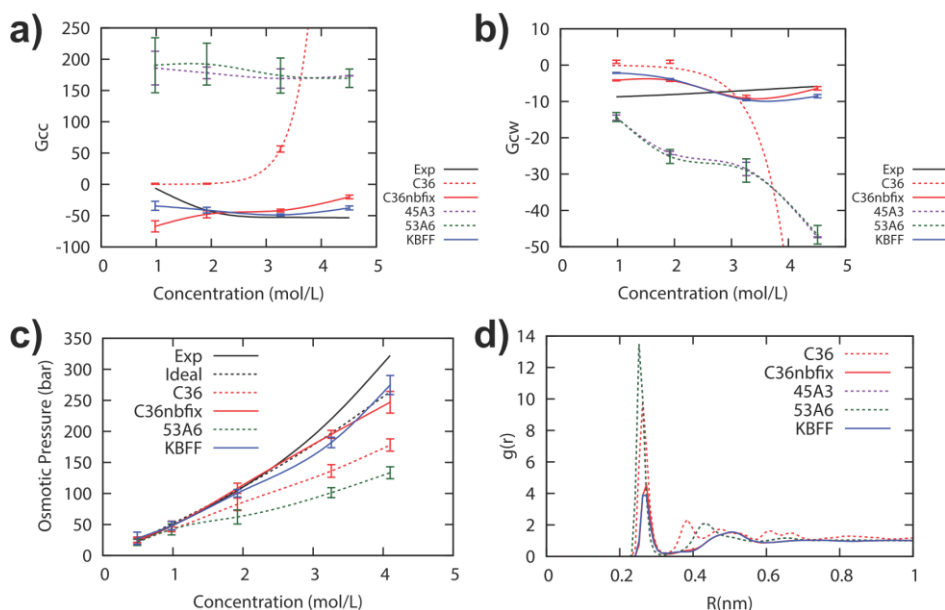 a)
250
200
150
100
50
0
-50
-100
Gcc
0 1 2 3 4 5
Concentration (mol/L)
Exp
C36
C36nbfix
45A3
53A6
KBFF
b)
0
-10
-20
-30
-40
-50
Gcw
0 1 2 3 4 5
Concentration (mol/L)
Exp
C36
C36nbfix
45A3
53A6
KBFF
c)
350
300
250
200
150
100
50
0
Osmotic Pressure (bar)
0 1 2 3 4 5
Concentration (mol/L)
Exp
Ideal
C36
C36nbfix
53A6
KBFF
d)
14
12
10
8
6
4
2
0
g(r)
0 0.2 0.4 0.6 0.8 1
R(nm)
C36
C36nbfix
45A3
53A6
KBFF